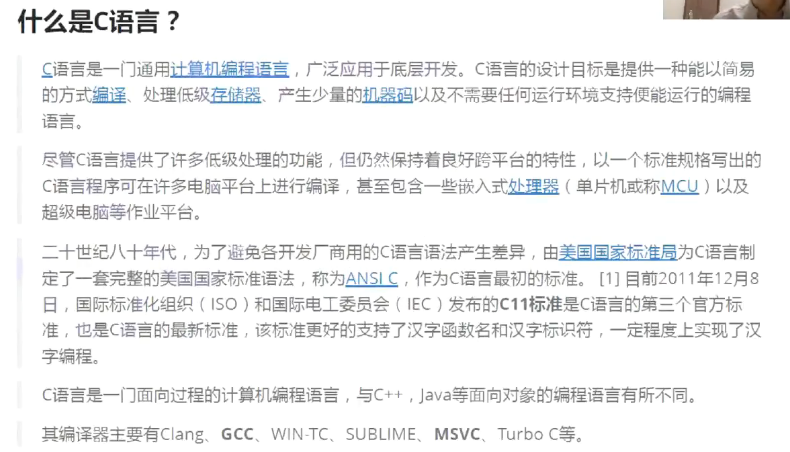 什么是C语言？
C语言是一门通用计算机编程语言，广泛应用于底层开发。C语言的设计目标是提供一种能以简易
的方式编译、处理低级存储器、产生少量的机器码以及不需要任何运行环境支持便能运行的编程
语言。
尽管C语言提供了许多低级处理的功能，但仍然保持着良好跨平台的特性，以一个标准规格写出的
C语言程序可在许多电脑平台上进行编译，甚至包含一些嵌入式处理器（单片机或称MCU）以及
超级电脑等作业平台。
二十世纪八十年代，为了避免各开发厂商用的C语言语法产生差异，由美国国家标准局为C语言制
定了一套完整的美国国家标准语法，称为ANSI C，作为C语言最初的标准。 [1] 目前2011年12月8
日，国际标准化组织（ISO）和国际电工委员会（IEC）发布的C11标准是C语言的第三个官方标
准，也是C语言的最新标准，该标准更好的支持了汉字函数名和汉字标识符，一定程度上实现了汉
字编程。
C语言是一门面向过程的计算机编程语言，与C++，Java等面向对象的编程语言有所不同。
其编译器主要有Clang、GCC、WIN-TC、SUBLIME、MSVC、Turbo C等。